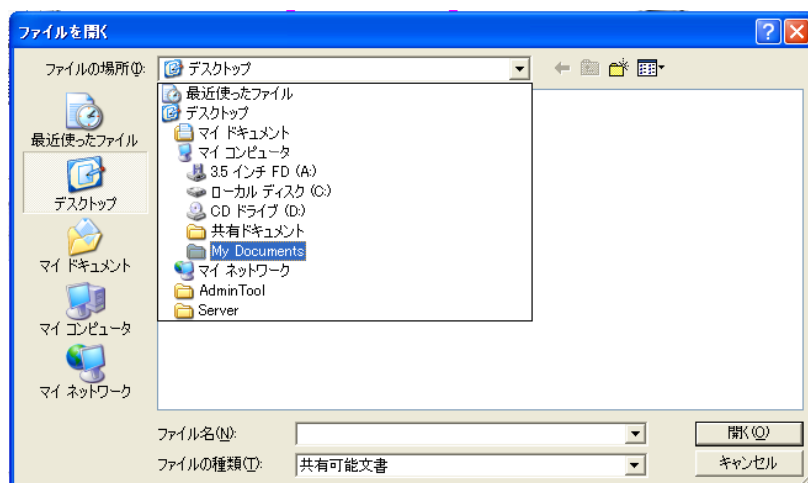 ファイルを開く
ファイルの場所(I):
デスクトップ
最近使ったファイル
デスクトップ
マイ ドキュメント
マイ コンピュータ
3.5 インチ FD (A:)
ローカル ディスク (C:)
CD ドライブ (D:)
共有ドキュメント
My Documents
マイ ネットワーク
AdminTool
Server
最近使ったファイル
デスクトップ
マイ ドキュメント
マイ コンピュータ
マイ ネットワーク
ファイル名(N):
開く(O)
ファイルの種類(T):
共有可能文書
キャンセル